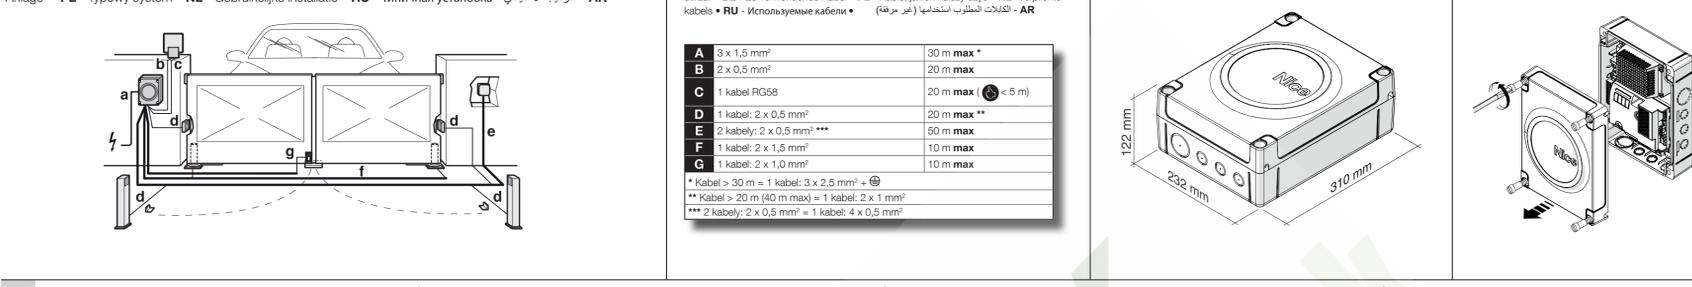 PL - Typowy system • NL - Gebruikelijke installatie • RU -
b c
a
d
d
e
g
f
d
d
kabels • RU - Используемые кабели • AR - الكابلات المطلوب استخدامها (غير مرفقة)
A 3 x 1,5 mm² 30 m max *
B 2 x 0,5 mm² 20 m max
C 1 kabel RG58 20 m max ( < 5 m)
D 1 kabel: 2 x 0,5 mm² 20 m max **
E 2 kabely: 2 x 0,5 mm² *** 50 m max
F 1 kabel: 2 x 1,5 mm² 10 m max
G 1 kabel: 2 x 1,0 mm² 10 m max
* Kabel > 30 m = 1 kabel: 3 x 2,5 mm² +
** Kabel > 20 m (40 m max) = 1 kabel: 2 x 1 mm²
*** 2 kabely: 2 x 0,5 mm² = 1 kabel: 4 x 0,5 mm²
Nice
122 mm
232 mm
310 mm
Nice